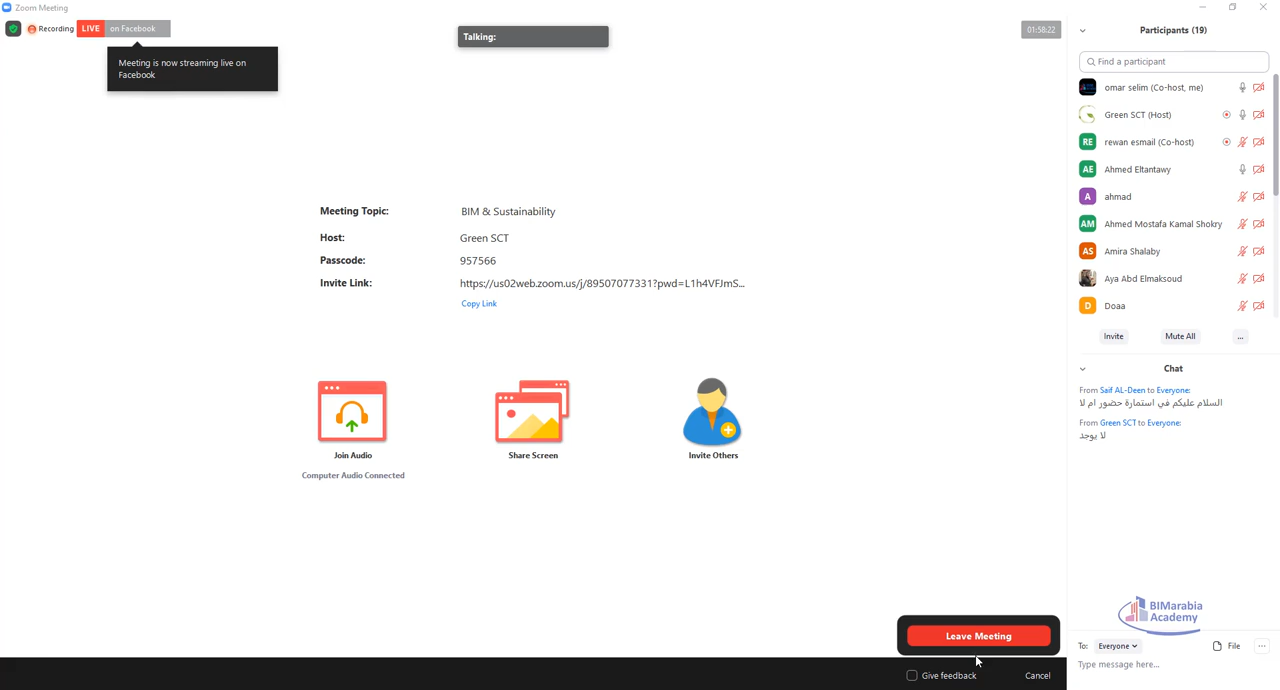 Zoom Meeting
Recording
LIVE on Facebook
Meeting is now streaming live on
Facebook
Talking:
01:58:22
Meeting Topic: BIM & Sustainability
Host: Green SCT
Passcode: 957566
Invite Link: https://us02web.zoom.us/j/89507077331?pwd=L1h4VFJmS...
Copy Link
Join Audio
Computer Audio Connected
Share Screen
Invite Others
Leave Meeting
Give feedback
Cancel
Participants (19)
Find a participant
omar selim (Co-host, me)
Green SCT (Host)
RE rewan esmail (Co-host)
AE Ahmed Eltantawy
A ahmad
AM Ahmed Mostafa Kamal Shokry
AS Amira Shalaby
Aya Abd Elmaksoud
D Doaa
Invite Mute All ...
Chat
From Saif AL-Deen to Everyone:
السلام عليكم في استمارة حضور ام لا
From Green SCT to Everyone:
لا يوجد
BIMarabia
Academy
To: Everyone File ...
Type message here...